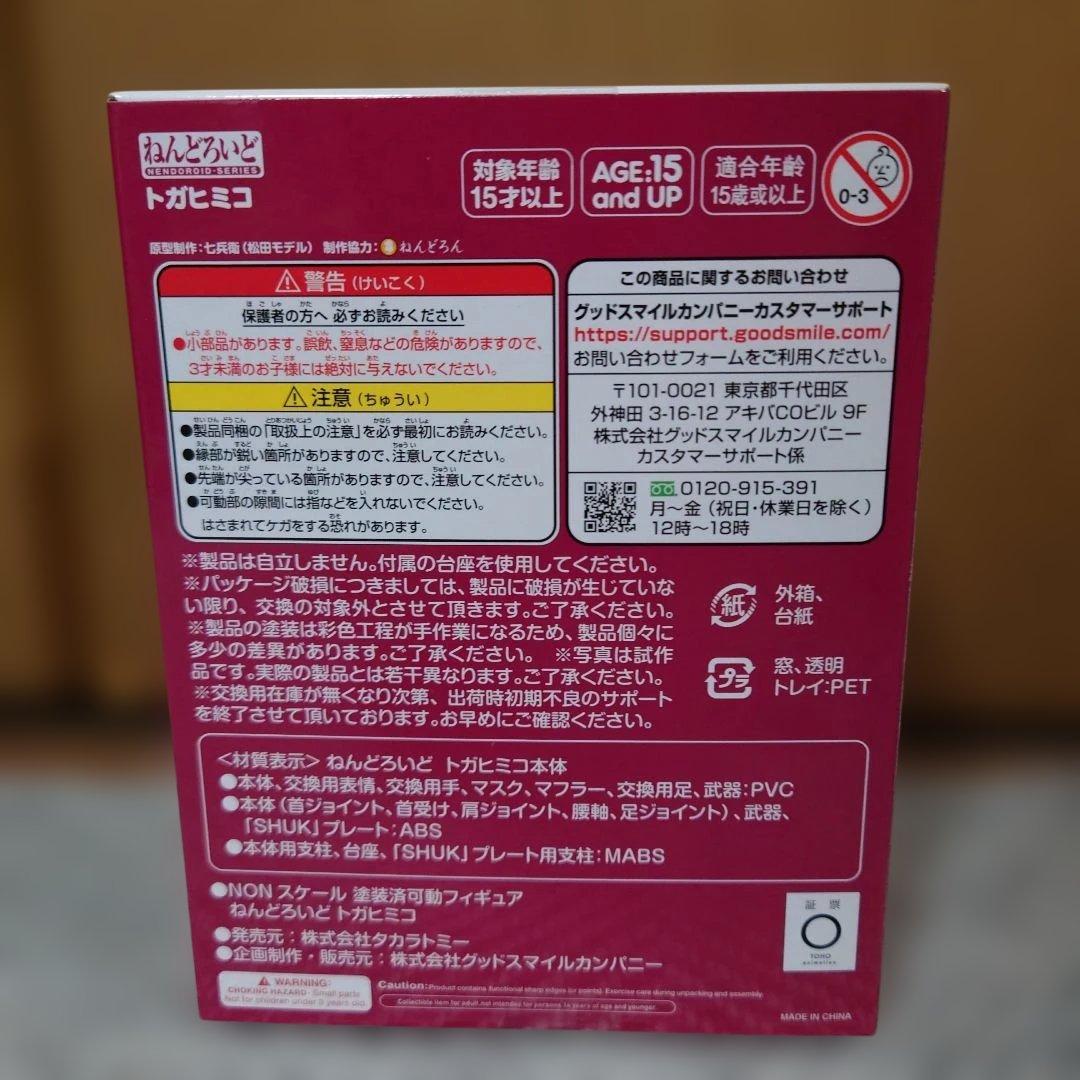 ねんどろいど
NENDOROID-SERIES
トガヒミコ
対象年齢
15才以上
AGE:15
and UP
適合年齢
15歳或以上
0-3
原型制作:七兵衛(松田モデル) 制作協力: ねんどろん
⚠警告(けいこく)
保護者の方へ 必ずお読みください
●小部品があります。誤飲、窒息などの危険がありますので、
3才未満のお子様には絶対に与えないでください。
⚠注意(ちゅうい)
●製品同梱の「取扱上の注意」を必ず最初にお読みください。
●縁部が鋭い箇所がありますので、注意してください。
●先端が尖っている箇所がありますので、注意してください。
●可動部の隙間には指などを入れないでください。
はさまれてケガをする恐れがあります。
この商品に関するお問い合わせ
グッドスマイルカンパニーカスタマーサポート
https://support.goodsmile.com/
お問い合わせフォームをご利用ください。
〒101-0021 東京都千代田区
外神田 3-16-12 アキバCOビル 9F
株式会社グッドスマイルカンパニー
カスタマーサポート係
0120-915-391
月〜金(祝日・休業日を除く)
12時〜18時
※製品は自立しません。付属の台座を使用してください。
※パッケージ破損につきましては、製品に破損が生じていな
い限り、交換の対象外とさせて頂きます。ご了承ください。
※製品の塗装は彩色工程が手作業になるため、製品個々に
多少の差異があります。ご了承ください。 ※写真は試作
品です。実際の製品とは若干異なります。ご了承ください。
※交換用在庫が無くなり次第、出荷時初期不良のサポート
を終了させて頂いております。お早めにご確認ください。
紙
外箱、
台紙
プラ
窓、透明
トレイ:PET
<材質表示> ねんどろいど トガヒミコ本体
●本体、交換用表情、交換用手、マスク、マフラー、交換用足、武器:PVC
●本体(首ジョイント、首受け、肩ジョイント、腰軸、足ジョイント)、武器、
「SHUK」プレート:ABS
●本体用支柱、台座、「SHUK」プレート用支柱:MABS
●NONスケール 塗装済可動フィギュア
ねんどろいど トガヒミコ
●発売元:株式会社タカラトミー
●企画制作・販売元:株式会社グッドスマイルカンパニー
証 票
TOHO
animation
⚠ WARNING:
CHOKING HAZARD- Small parts
Not for children under 3 years old.
Caution: Product contains functional sharp edges (or points). Exercise care during unpacking and assembly.
Collectible item for adult.not intended for persons 14 years of age and younger.
MADE IN CHINA